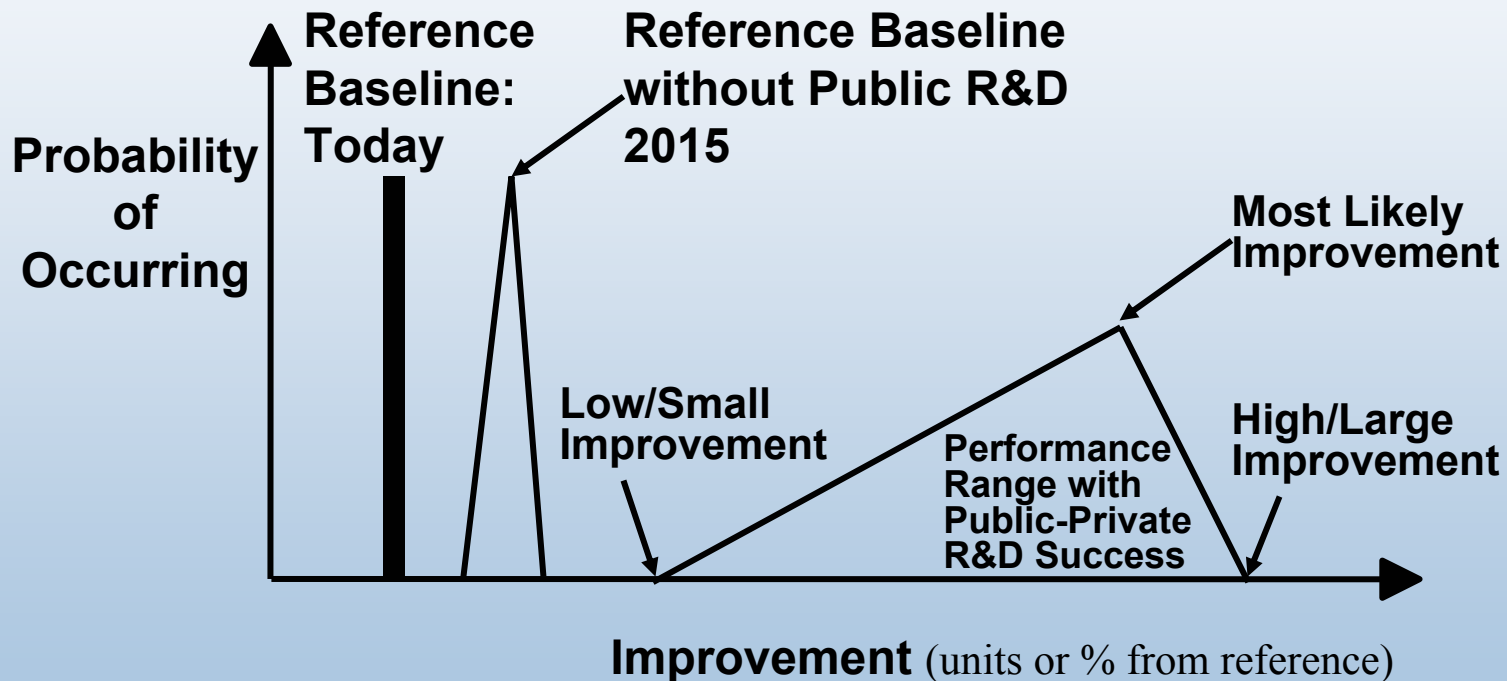 Reference
Baseline:
Today
Reference Baseline
without Public R&D
2015
Probability
of
Occurring
Most Likely
Improvement
Low/Small
Improvement
Performance
Range with
Public-Private
R&D Success
High/Large
Improvement
Improvement (units or % from reference)